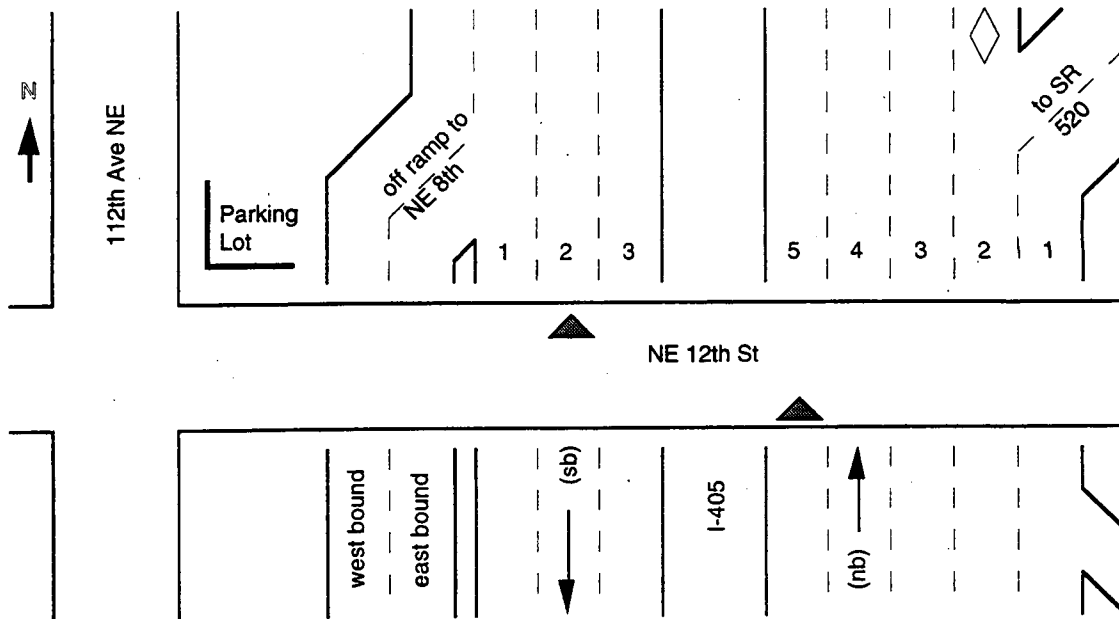 N
112th Ave NE
Parking
Lot
off ramp to
NE 8th
1
2
3
5
4
3
2
1
to SR
520
NE 12th St
west bound
east bound
(sb)
I-405
(nb)